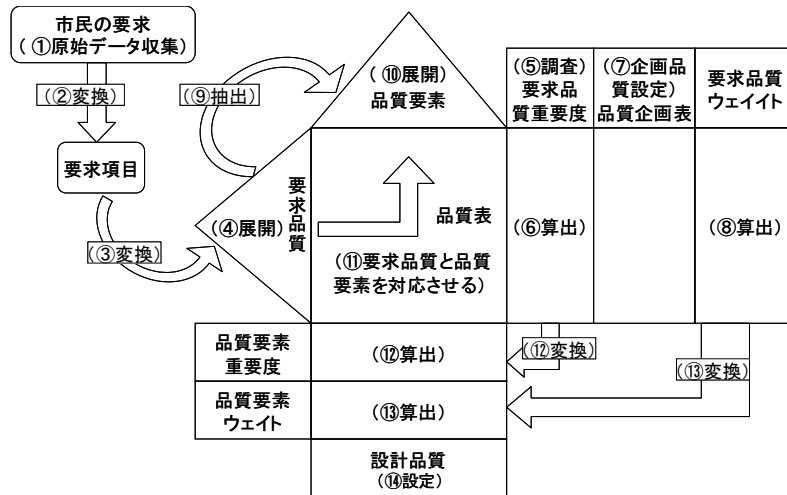 市民の要求
(①原始データ収集)
(②変換)
要求項目
(③変換)
(④展開)
要求品質
(⑨抽出)
(⑩展開)
品質要素
(⑤調査)
要求品
質重要度
(⑦企画品
質設定)
品質企画表
要求品質
ウェイイト
品質表
(⑪要求品質と品質
要素を対応させる)
(⑥算出)
(⑧算出)
品質要素
重要度
(⑫算出)
(⑫変換)
(⑬変換)
品質要素
ウェイト
(⑬算出)
設計品質
(⑭設定)